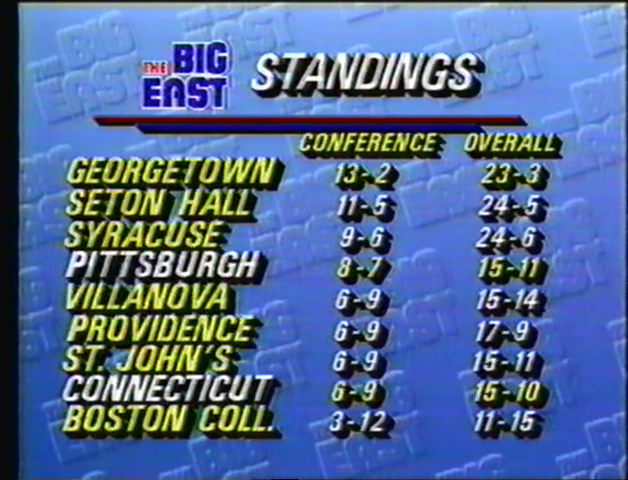 THE BIG EAST STANDINGS
CONFERENCE OVERALL
GEORGETOWN 13-2 23-3
SETON HALL 11-5 24-5
SYRACUSE 9-6 24-6
PITTSBURGH 8-7 15-11
VILLANOVA 6-9 15-14
PROVIDENCE 6-9 17-9
ST. JOHN'S 6-9 15-11
CONNECTICUT 6-9 15-10
BOSTON COLL. 3-12 11-15